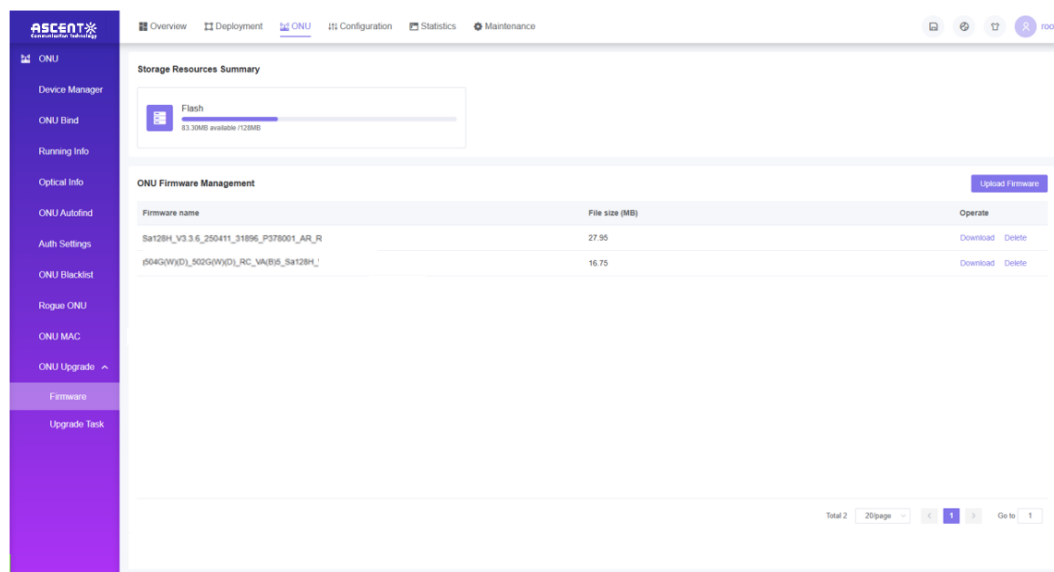 ASCENT
Communication Technology
Overview Deployment ONU Configuration Statistics Maintenance roo
ONU
Device Manager
ONU Bind
Running Info
Optical Info
ONU Autofind
Auth Settings
ONU Blacklist
Rogue ONU
ONU MAC
ONU Upgrade
Firmware
Upgrade Task
Storage Resources Summary
Flash
83.30MB available /128MB
ONU Firmware Management Upload Firmware
Firmware name File size (MB) Operate
Sa128H_V3.3.6_250411_31896_P378001_AR_R 27.95 Download Delete
504G(W)(D)_502G(W)(D)_RC_VA(B)5_Sa128H_ 16.75 Download Delete
Total 2 20/page < 1 > Go to 1